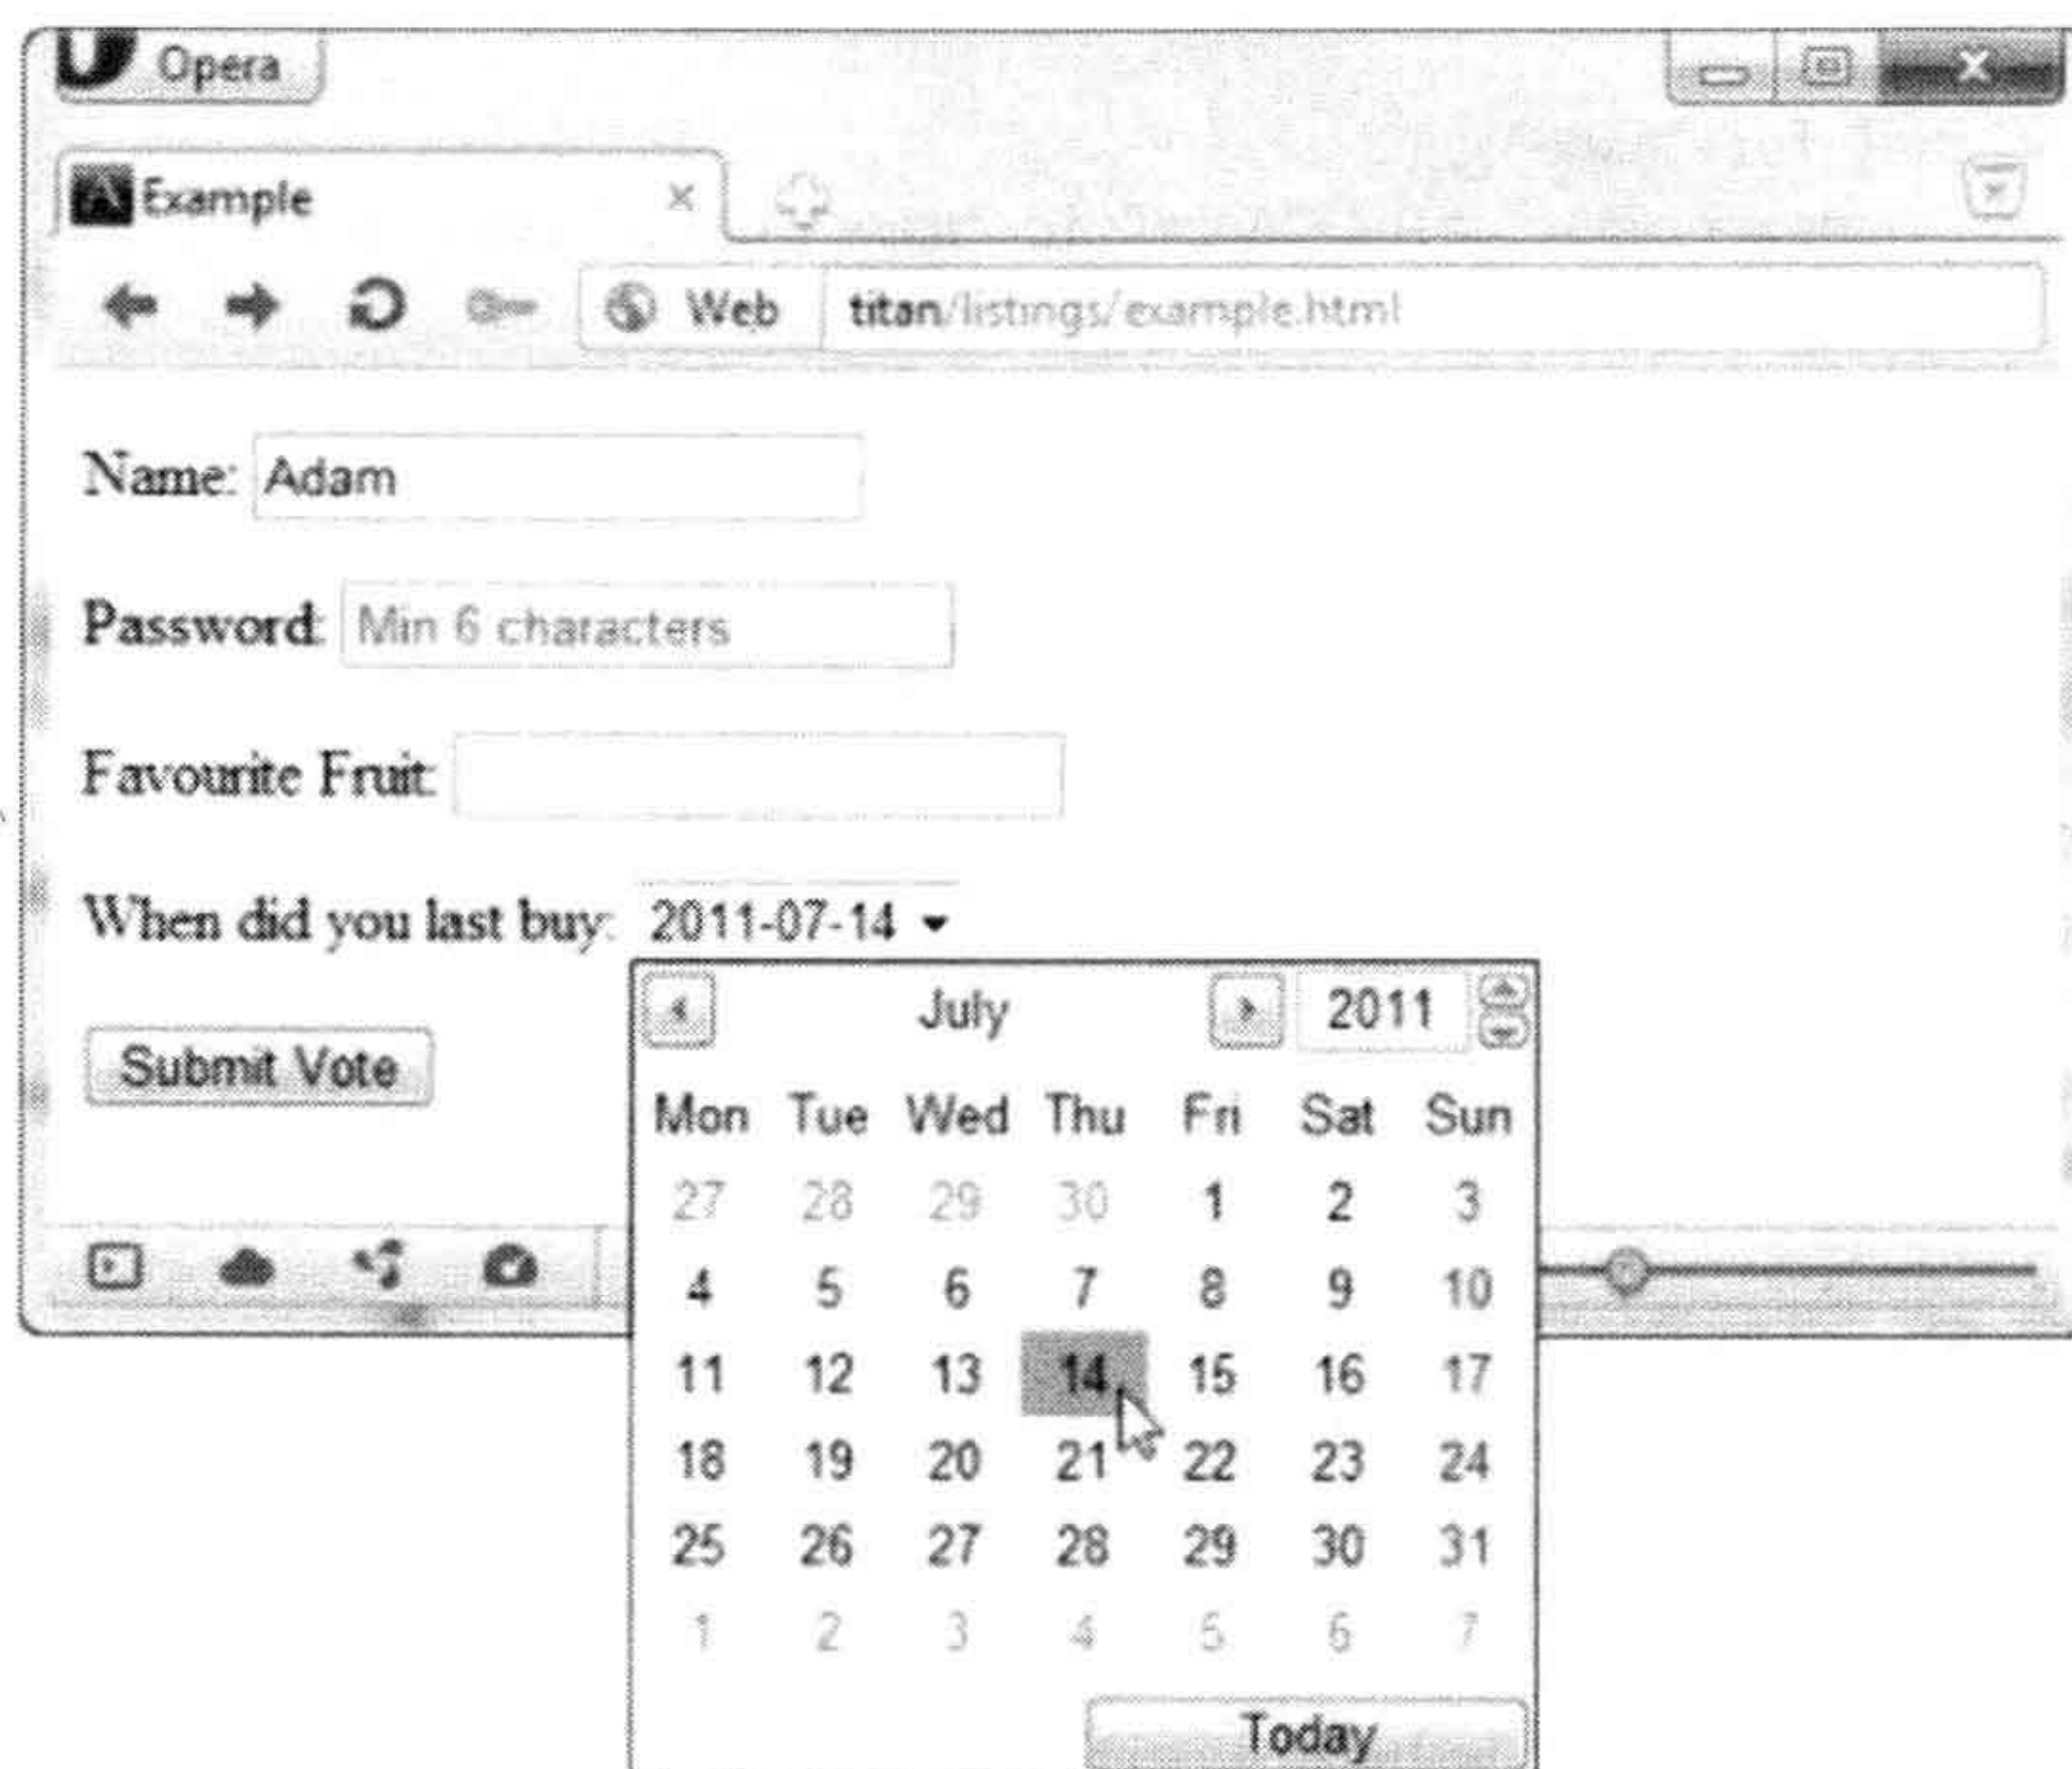 Opera
Example
Web titan/listings/example.html
Name: Adam
Password: Min 6 characters
Favourite Fruit:
When did you last buy: 2011-07-14
July 2011
Submit Vote
Mon Tue Wed Thu Fri Sat Sun
27 28 29 30 1 2 3
4 5 6 7 8 9 10
11 12 13 14 15 16 17
18 19 20 21 22 23 24
25 26 27 28 29 30 31
1 2 3 4 5 6 7
Today